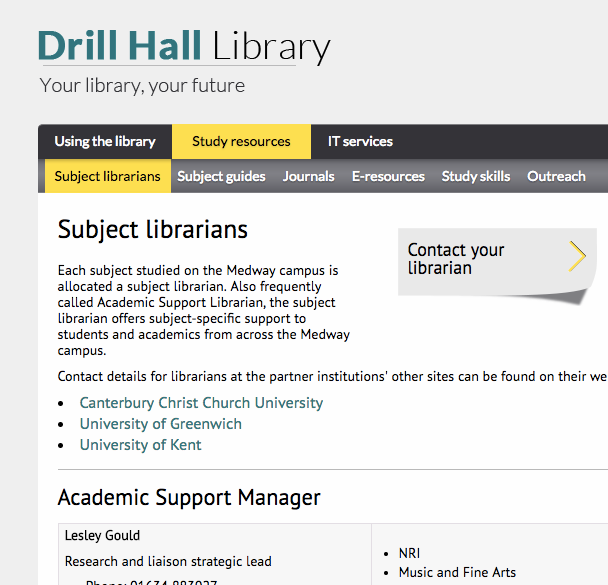 Drill Hall Library
Your library, your future
Using the library Study resources IT services
Subject librarians Subject guides Journals E-resources Study skills Outreach
Subject librarians
Contact your
librarian
Each subject studied on the Medway campus is
allocated a subject librarian. Also frequently
called Academic Support Librarian, the subject
librarian offers subject-specific support to
students and academics from across the Medway
campus.
Contact details for librarians at the partner institutions' other sites can be found on their we
• Canterbury Christ Church University
• University of Greenwich
• University of Kent
Academic Support Manager
Lesley Gould
Research and liaison strategic lead
Phone: 01634 883027
• NRI
• Music and Fine Arts